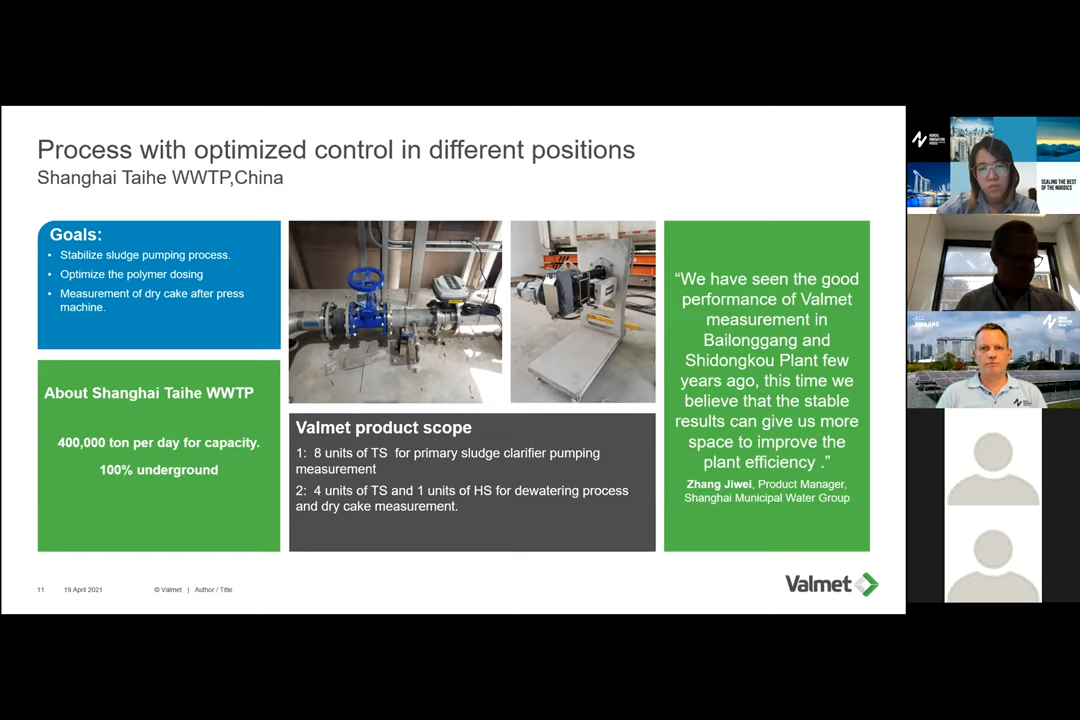 Process with optimized control in different positions
Shanghai Taihe WWTP,China
Goals:
• Stabilize sludge pumping process.
• Optimize the polymer dosing
• Measurement of dry cake after press
machine.
About Shanghai Taihe WWTP
400,000 ton per day for capacity.
100% underground
Valmet product scope
1: 8 units of TS for primary sludge clarifier pumping
measurement
2: 4 units of TS and 1 units of HS for dewatering process
and dry cake measurement.
“We have seen the good
performance of Valmet
measurement in
Bailonggang and
Shidongkou Plant few
years ago, this time we
believe that the stable
results can give us more
space to improve the
plant efficiency .”
Zhang Jiwei, Product Manager,
Shanghai Municipal Water Group
11 19 April 2021 © Valmet | Author / Title
Valmet
NORDIC
INNOVATION
HOUSE
SCALING THE BEST
OF THE NORDICS
FINLAND